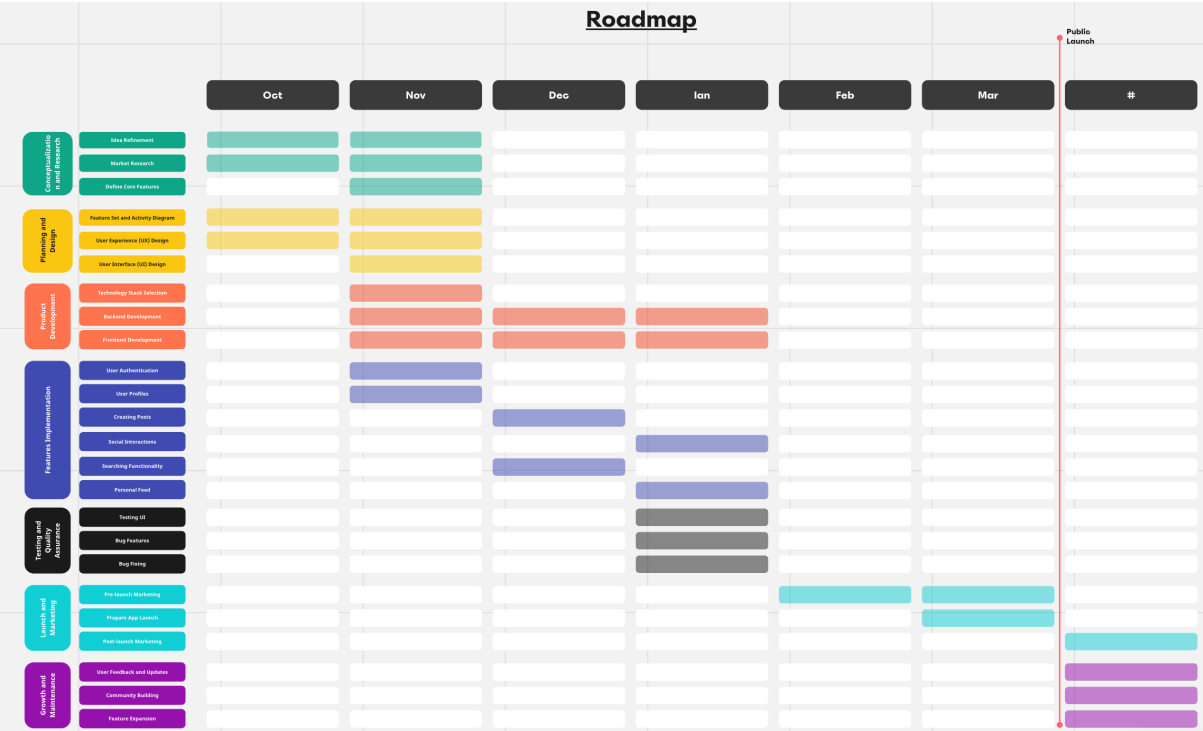 Roadmap
Public
Launch
Oct
Nov
Dec
Ian
Feb
Mar
#
Conceptualizatio
n and Research
Idea Refinement
Market Research
Define Core Features
Planning and
Design
Feature Set and Activity Diagram
User Experience (UX) Design
User Interface (UI) Design
Product
Development
Technology Stack Selection
Backend Development
Frontend Development
Features Implementation
User Authentication
User Profiles
Creating Posts
Social Interactions
Searching Functionality
Personal Feed
Testing and
Quality
Assurance
Testing UI
Bug Features
Bug Fixing
Launch and
Marketing
Pre-launch Marketing
Prepare App Launch
Post-launch Marketing
Growth and
Maintenance
User Feedback and Updates
Community Building
Feature Expansion